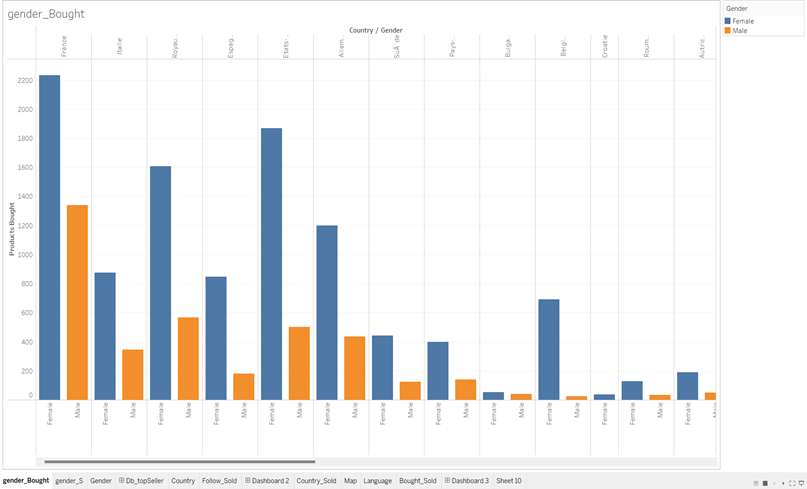 gender_Bought
Gender
Female
Male
Country / Gender
France
Italie
Royau..
Espag..
Etats-..
Allem..
SuÃ¨de
Pays-..
Bulga..
Belgi..
Croatie
Roum..
Autric..
Products Bought
2200
2000
1800
1600
1400
1200
1000
800
600
400
200
0
Female
Male
Female
Male
Female
Male
Female
Male
Female
Male
Female
Male
Female
Male
Female
Male
Female
Male
Female
Male
Female
Female
Male
Female
gender_Bought gender_S Gender Db_topSeller Country Follow_Sold Dashboard 2 Country_Sold Map Language Bought_Sold Dashboard 3 Sheet 10